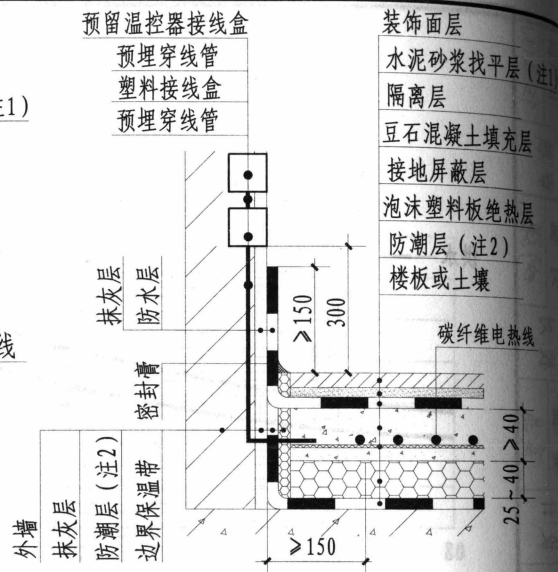 预留温控器接线盒
预埋穿线管
塑料接线盒
预埋穿线管
装饰面层
水泥砂浆找平层(注1)
隔离层
豆石混凝土填充层
接地屏蔽层
泡沫塑料板绝热层
防潮层(注2)
楼板或土壤
注1)
线
抹灰层
防水层
密封膏
≥150
300
碳纤维电热线
≥40
25~40
外墙
抹灰层
防潮层(注2)
边界保温带
≥150